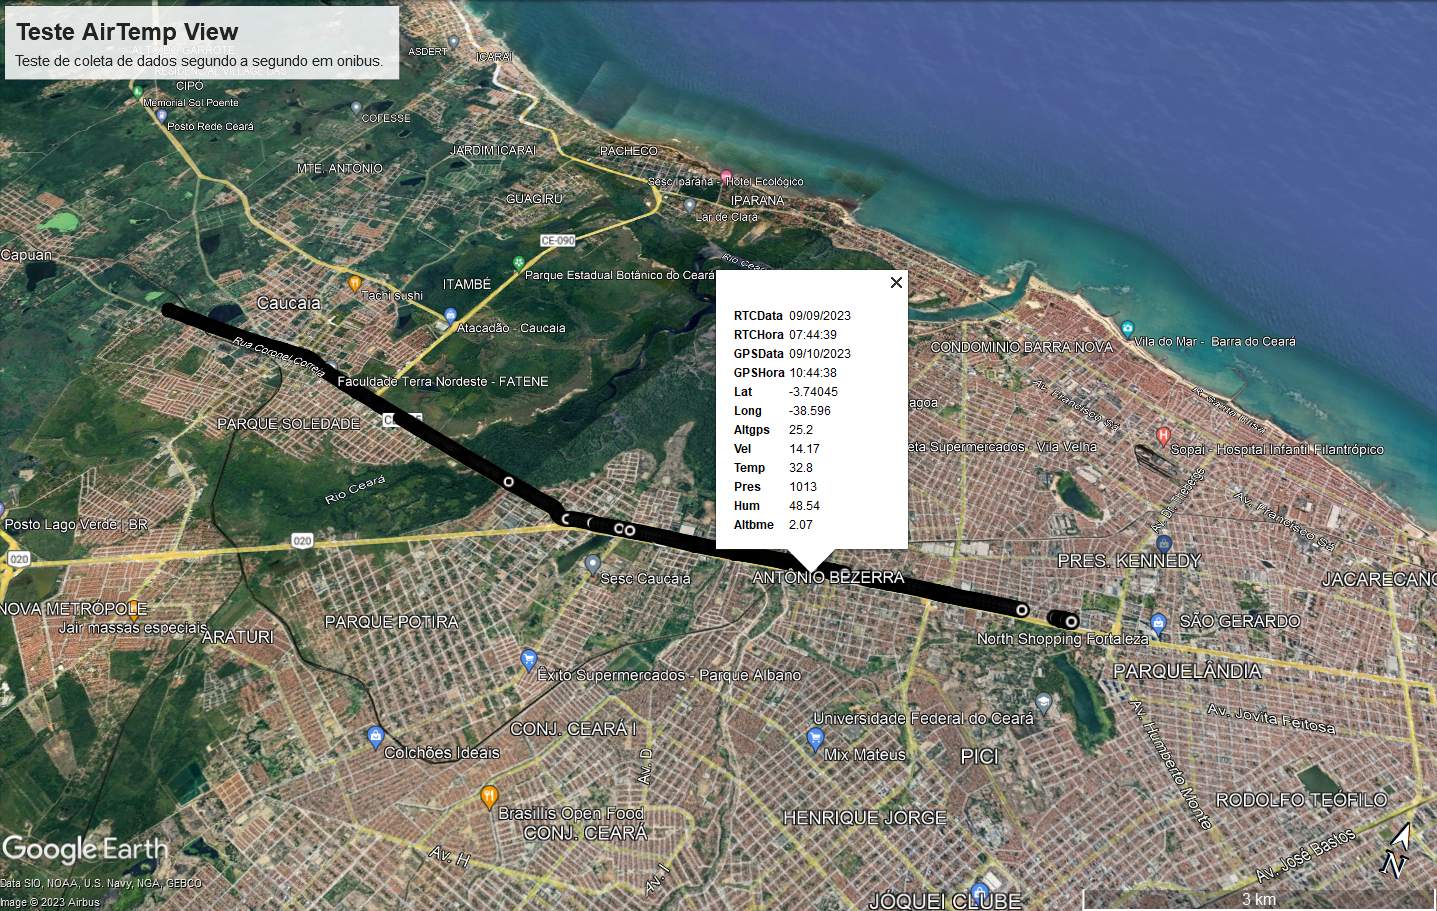 Teste AirTemp View
Teste de coleta de dados segundo a segundo em onibus.
ASDERT
ICARAÍ
CIPÓ
Memorial Sol Poente
Posto Rede Ceará
COFESSE
JARDIM ICARAI
PACHECO
MTE. ANTONIO
Sesc Iparana - Hotel Ecológico
GUAGIRU
IPARANA
Lar de Clara
CE-090
Capuan
Rio Ceará
Parque Estadual Botânico do Ceará
ITAMBÉ
Caucaia
Tachi sushi
Atacadão - Caucaia
RTCData 09/09/2023
RTCHora 07:44:39
GPSData 09/10/2023
GPSHora 10:44:38
Lat -3.74045
Long -38.596
Altgps 25.2
Vel 14.17
Temp 32.8
Pres 1013
Hum 48.54
Altbme 2.07
Rua Coronel Correia
CONDOMINIO BARRA NOVA
Vila do Mar - Barra do Ceará
Faculdade Terra Nordeste - FATENE
Av. Francisco Sá
PARQUE SOLEDADE
Supermercados - Vila Velha
Sopai - Hospital Infantil Filantrópico
Rio Ceará
Av. Dr. Theberge
Av. Francisco Sá
Posto Lago Verde BR
020
020
PRES. KENNEDY
Sesc Caucaia
ANTÔNIO BEZERRA
JACARECANG
NOVA METRÓPOLE
Jair massas especiais
ARATURI
PARQUE POTIRA
SÃO GERARDO
North Shopping Fortaleza
Êxito Supermercados - Parque Albano
PARQUELÂNDIA
Universidade Federal do Ceará
Av. Jovita Feitosa
CONJ. CEARÁ I
Colchões Ideais
Av. D
Mix Mateus
PICI
Av. Humberto Monte
Brasillis Open Food
CONJ. CEARÁ
HENRIQUE JORGE
RODOLFO TEÓFILO
Google Earth
Av. H
Av. I
Av. José Bastos
N
Data SIO, NOAA, U.S. Navy, NGA, GEBCO
Image © 2023 Airbus
JÓQUEI CLUBE
3 km